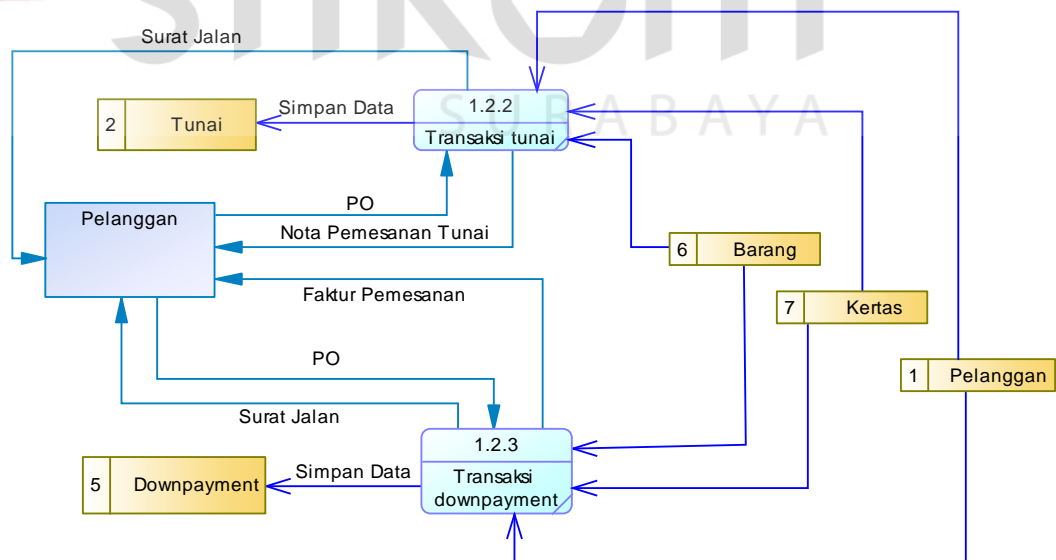 Surat Jalan
2 Tunai
Simpan Data
1.2.2
Transaksi tunai
SURABAYA
PO
Pelanggan
Nota Pemesanan Tunai
6 Barang
Faktur Pemesanan
7 Kertas
PO
1 Pelanggan
Surat Jalan
1.2.3
Transaksi
downpayment
Simpan Data
5 Downpayment